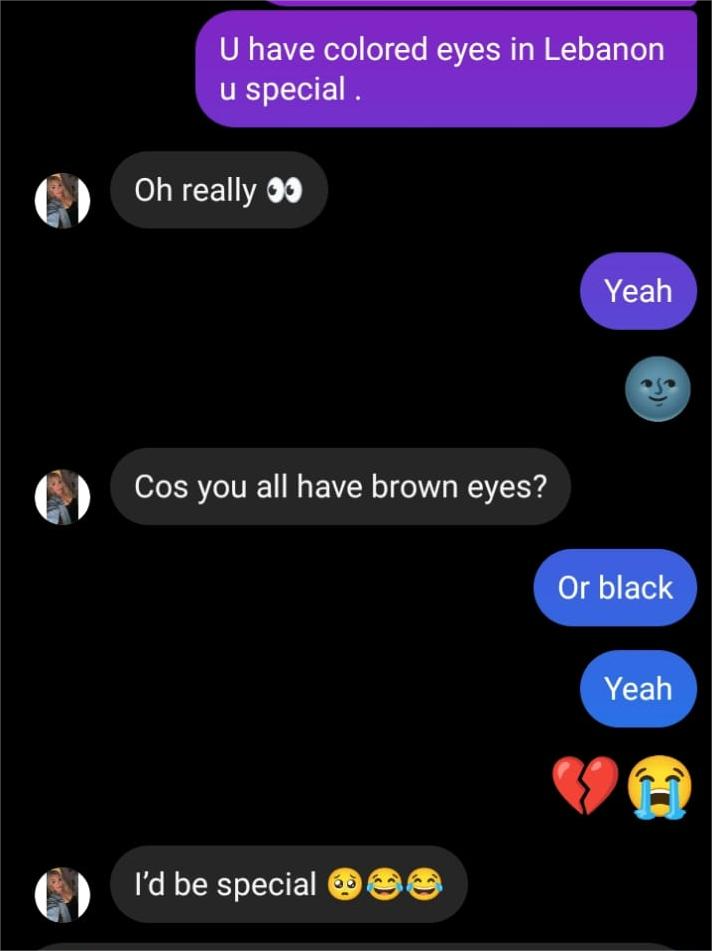 U have colored eyes in Lebanon
u special .
Oh really 👀
Yeah
🌚
Cos you all have brown eyes?
Or black
Yeah
💔😭
I'd be special 🥺😂😂